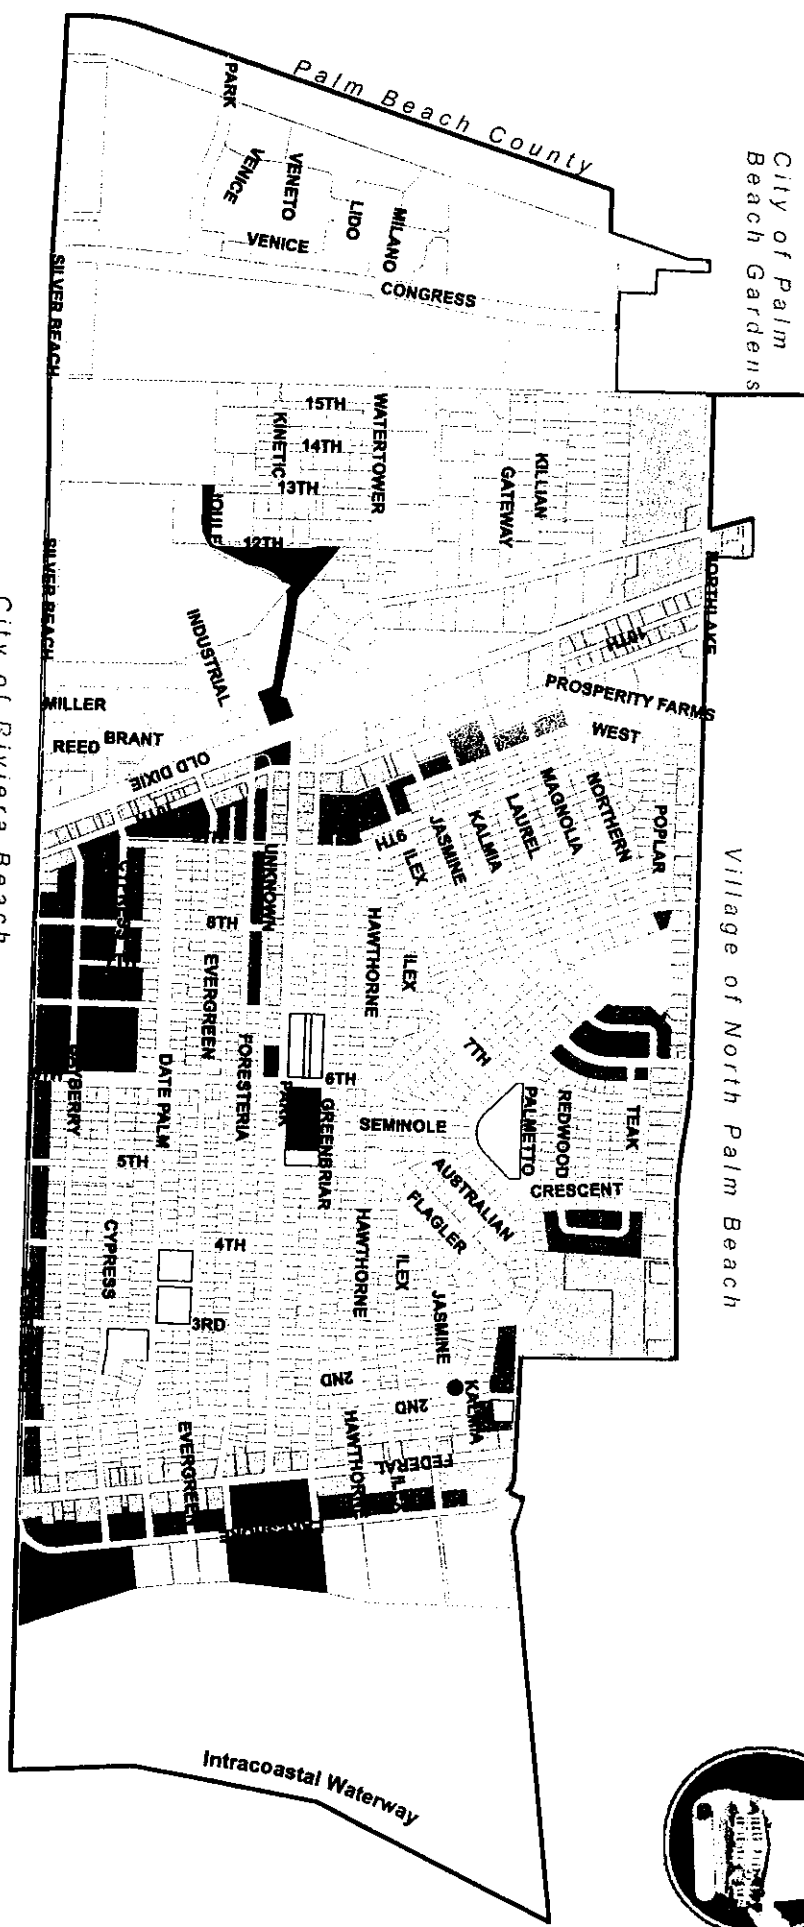 City of Palm
Beach Gardens
Palm Beach County
PARK
VENICE
VENETO
LIDO
MILANO
VENICE
CONGRESS
SILVER BEACH
15TH
WATERTOWER
KINETIC
14TH
13TH
KILLIAN
GATEWAY
JOULE
12TH
SILVER BEACH
NORTHLAKE
10TH
INDUSTRIAL
PROSPERITY FARMS
WEST
MILLER
REED
BRANT
OLD DIXIE
City of Riviera Beach
Village of North Palm Beach
NORTHERN
MAGNOLIA
LAUREL
KALMIA
JASMINE
ILEX
9TH
POPLAR
UNKNOWN
8TH
HAWTHORNE
ILEX
EVERGREEN
7TH
FORESTERIA
DATE PALM
6TH
PARK
GREENBRIAR
SEMINOLE
PALMETTO
REDWOOD
TEAK
CRESCENT
AUSTRALIAN
FLAGLER
5TH
CYPRESS
4TH
HAWTHORNE
ILEX
JASMINE
3RD
2ND
2ND
KALMIA
EVERGREEN
HAWTHORNE
FEDERAL
Intracoastal Waterway